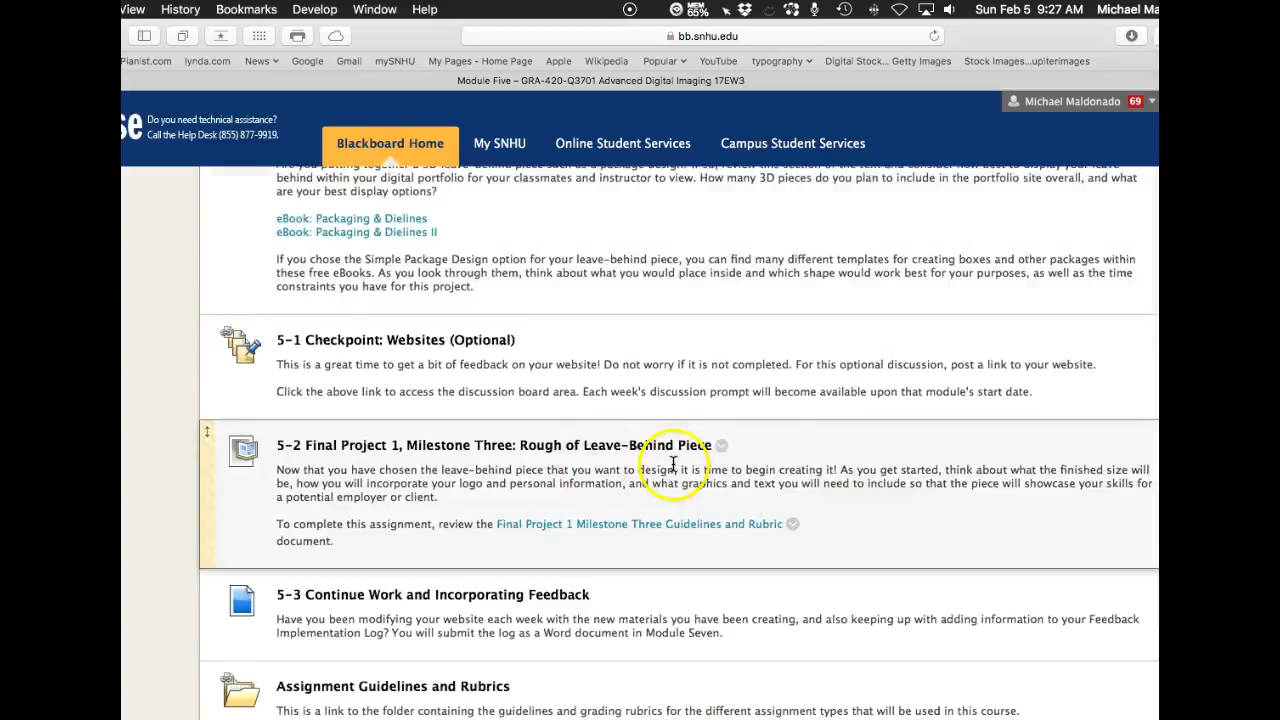 View History Bookmarks Develop Window Help MEM 65% Sun Feb 5 9:27 AM Michael Ma
bb.snhu.edu
Pianist.com lynda.com News Google Gmail mySNHU My Pages - Home Page Apple Wikipedia Popular YouTube typography Digital Stock... Getty Images Stock Images...upiterimages
Module Five – GRA-420-Q3701 Advanced Digital Imaging 17EW3
Michael Maldonado 69
se Do you need technical assistance?
Call the Help Desk (855) 877-9919.
Blackboard Home My SNHU Online Student Services Campus Student Services
behind within your digital portfolio for your classmates and instructor to view. How many 3D pieces do you plan to include in the portfolio site overall, and what
are your best display options?
eBook: Packaging & Dielines
eBook: Packaging & Dielines II
If you chose the Simple Package Design option for your leave-behind piece, you can find many different templates for creating boxes and other packages within
these free eBooks. As you look through them, think about what you would place inside and which shape would work best for your purposes, as well as the time
constraints you have for this project.
5-1 Checkpoint: Websites (Optional)
This is a great time to get a bit of feedback on your website! Do not worry if it is not completed. For this optional discussion, post a link to your website.
Click the above link to access the discussion board area. Each week's discussion prompt will become available upon that module's start date.
5-2 Final Project 1, Milestone Three: Rough of Leave-Behind Piece
Now that you have chosen the leave-behind piece that you want to design, it is time to begin creating it! As you get started, think about what the finished size will
be, how you will incorporate your logo and personal information, and what graphics and text you will need to include so that the piece will showcase your skills for
a potential employer or client.
To complete this assignment, review the Final Project 1 Milestone Three Guidelines and Rubric
document.
5-3 Continue Work and Incorporating Feedback
Have you been modifying your website each week with the new materials you have been creating, and also keeping up with adding information to your Feedback
Implementation Log? You will submit the log as a Word document in Module Seven.
Assignment Guidelines and Rubrics
This is a link to the folder containing the guidelines and grading rubrics for the different assignment types that will be used in this course.